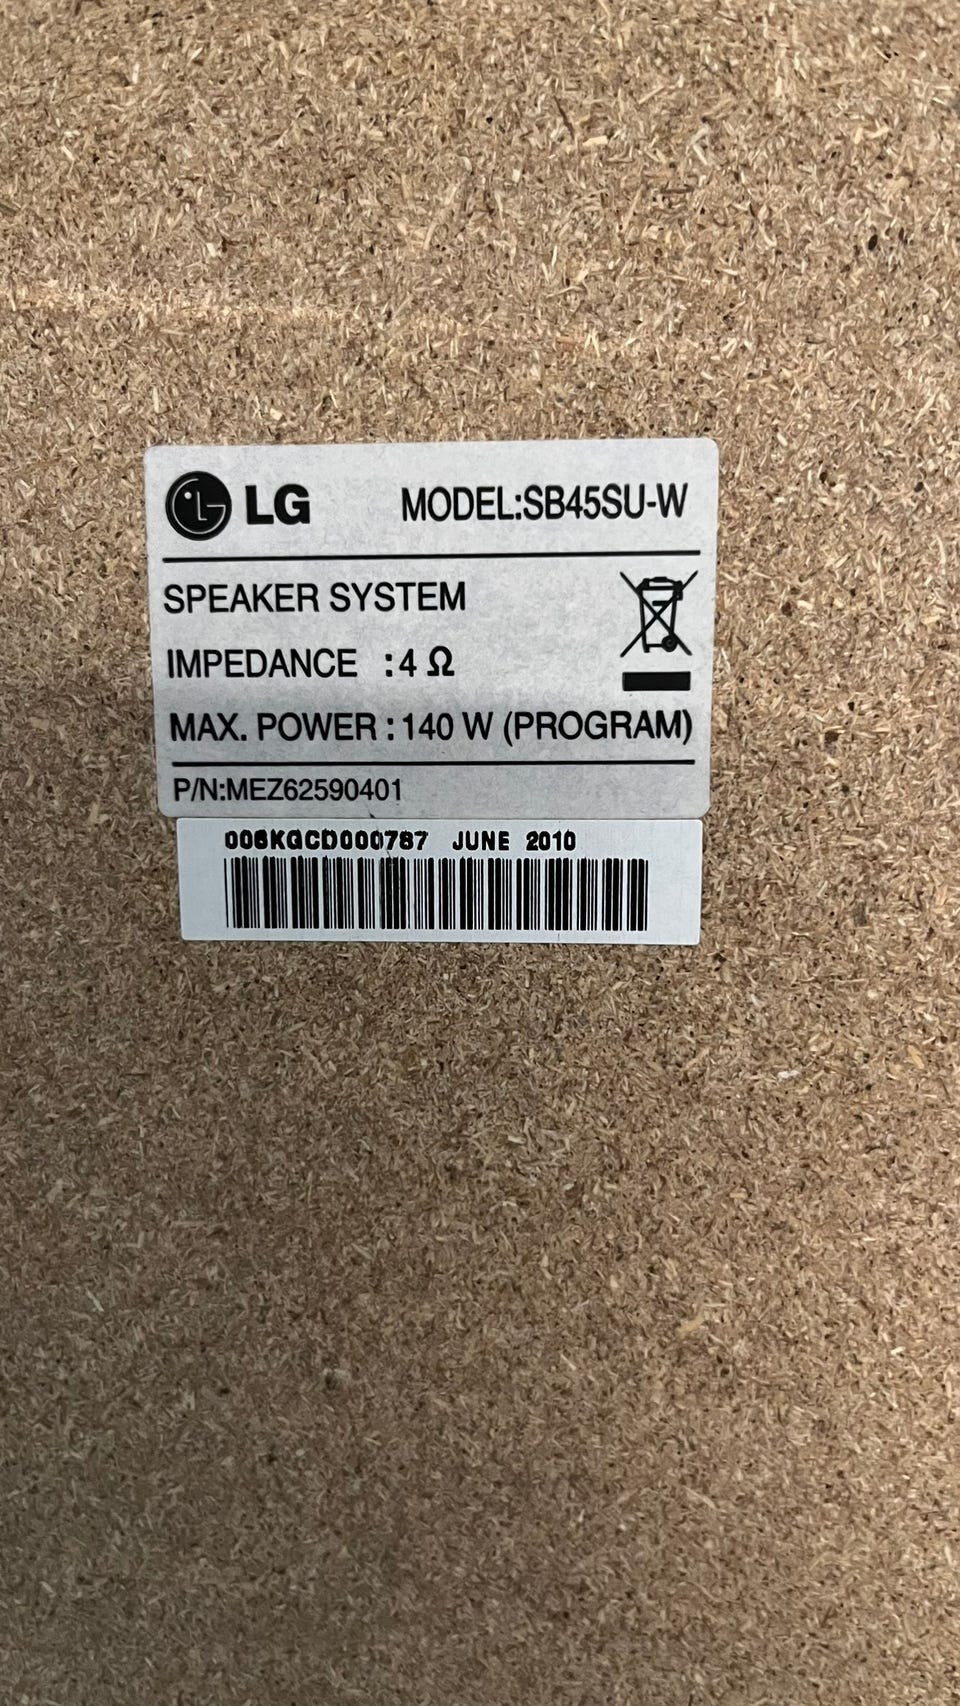 LG MODEL:SB45SU-W
SPEAKER SYSTEM
IMPEDANCE : 4 Ω
MAX. POWER : 140 W (PROGRAM)
P/N:MEZ62590401
006KGCD000787 JUNE 2010